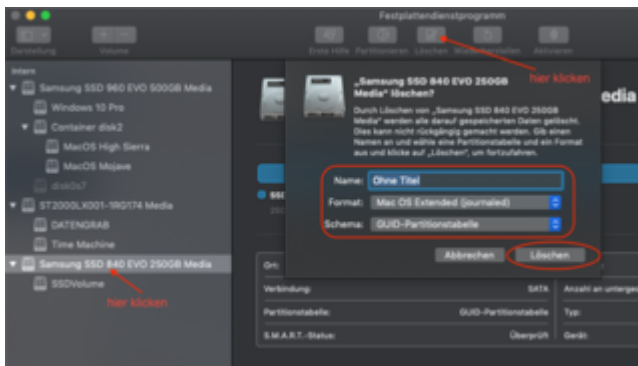 Festplattendienstprogramm
Darstellung
Volume
Erste Hilfe
Partitionieren
Löschen
Wiederherstellen
Aktivieren
hier klicken
Intern
Samsung SSD 960 EVO 500GB Media
Windows 10 Pro
Container disk2
MacOS High Sierra
MacOS Mojave
disk0s7
ST2000LX001-1RG174 Media
DATENGRAB
Time Machine
Samsung SSD 840 EVO 250GB Media
SSDVolume
hier klicken
„Samsung SSD 840 EVO 250GB
Media“ löschen?
Durch Löschen von „Samsung SSD 840 EVO 250GB
Media“ werden alle darauf gespeicherten Daten gelöscht.
Dies kann nicht rückgängig gemacht werden. Gib einen
Namen an und wähle eine Partitionstabelle und ein Format
aus und klicke auf „Löschen“, um fortzufahren.
Name: Ohne Titel
Format: Mac OS Extended (journaled)
Schema: GUID-Partitionstabelle
Abbrechen
Löschen
edia
Ort:
Verbindung: SATA
Anzahl an unterge
Partitionstabelle: GUID-Partitionstabelle
Typ:
S.M.A.R.T.-Status: Überprüft
Gerät: